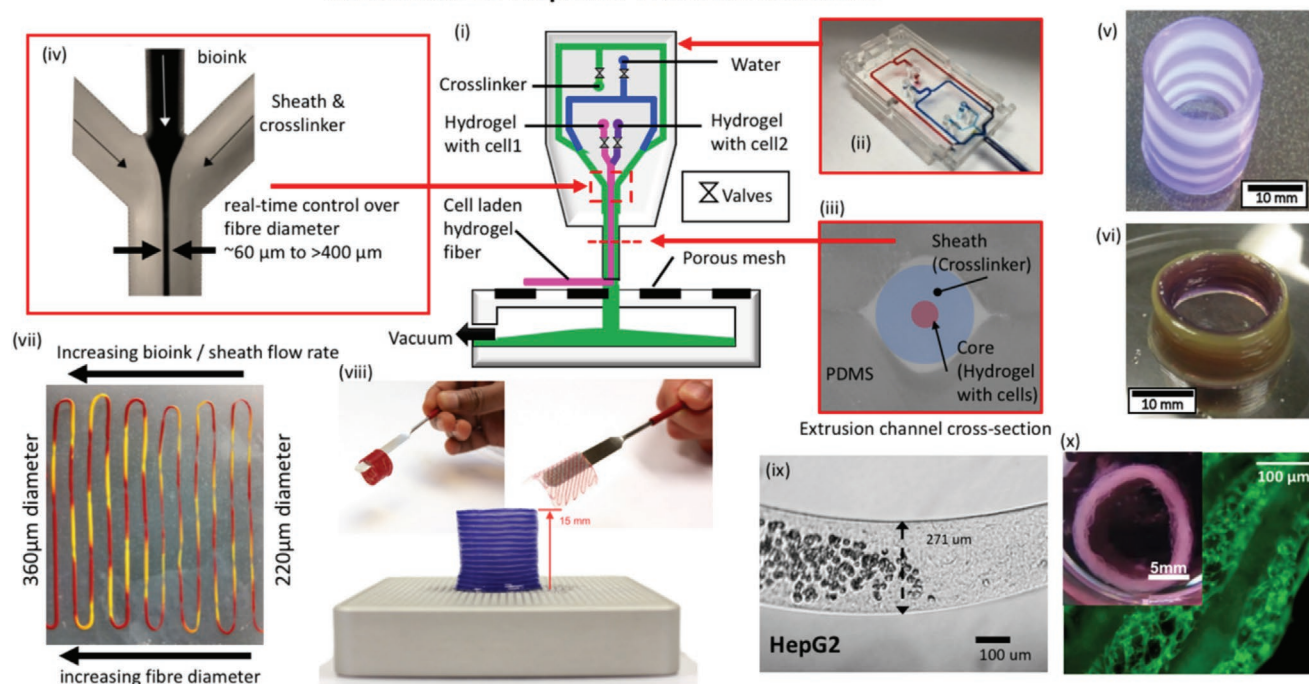 (iv)
bioink
Sheath &
crosslinker
real-time control over
fibre diameter
~60 µm to >400 µm
(i)
Crosslinker
Water
Hydrogel
with cell1
Hydrogel
with cell2
Valves
Cell laden
hydrogel
fiber
Porous mesh
Vacuum
(ii)
(iii)
Sheath
(Crosslinker)
PDMS
Core
(Hydrogel
with cells)
Extrusion channel cross-section
(v)
10 mm
(vi)
10 mm
(vii)
Increasing bioink / sheath flow rate
360µm diameter
220µm diameter
increasing fibre diameter
(viii)
15 mm
(ix)
271 um
HepG2
100 um
(x)
100 µm
5mm